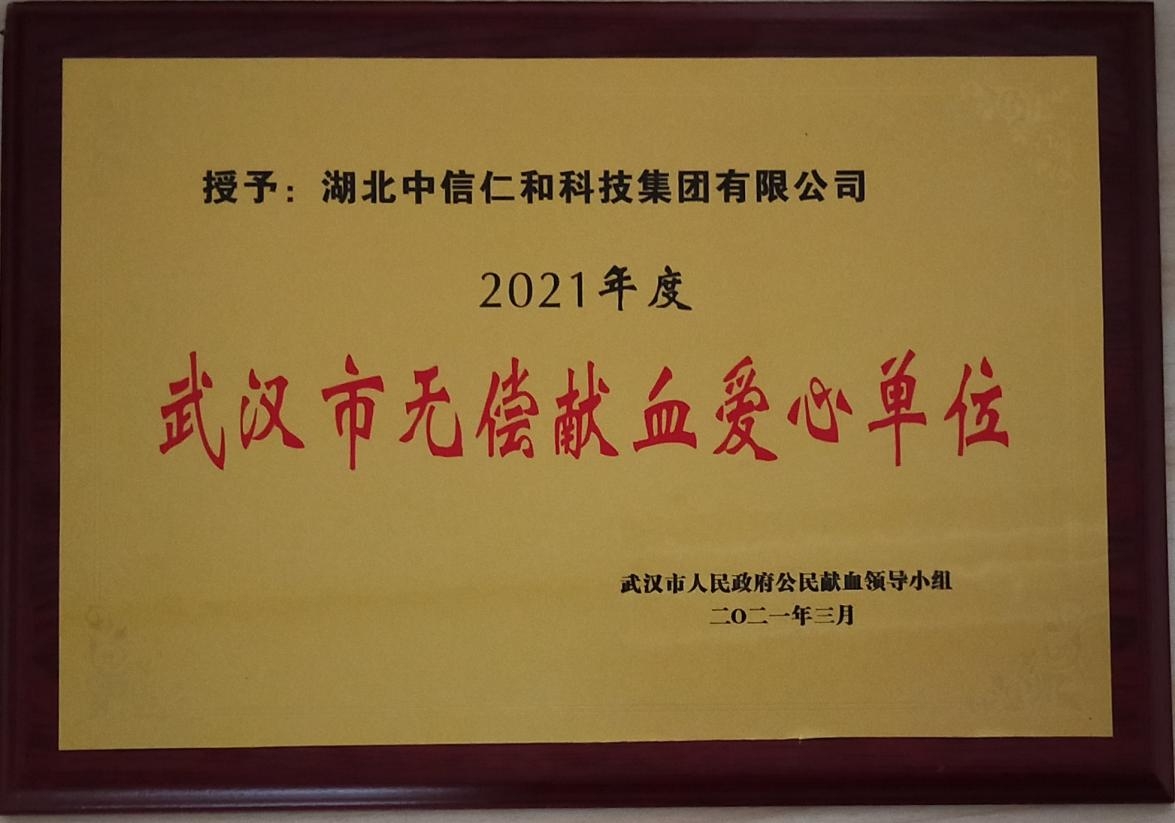 授予：湖北中信仁和科技集团有限公司
2021年度
武汉市无偿献血爱心单位
武汉市人民政府公民献血领导小组
二O二一年三月